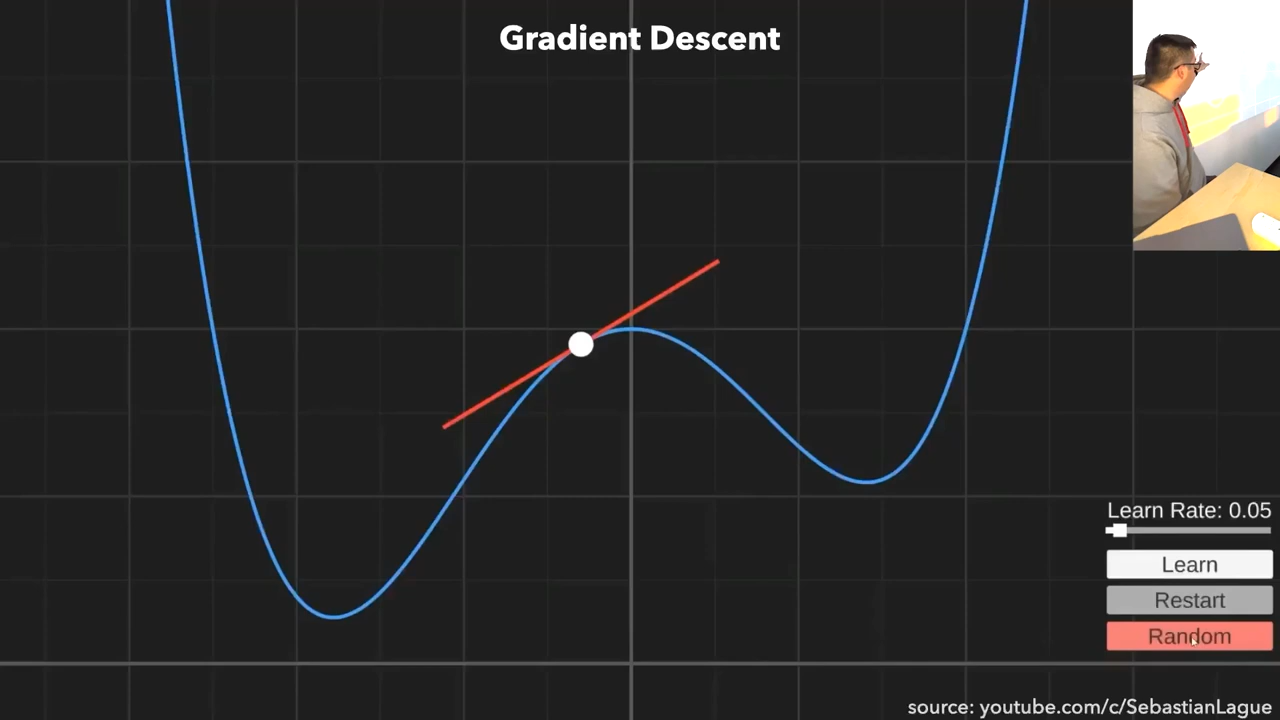 Gradient Descent
Learn Rate: 0.05
Learn
Restart
Random
source: youtube.com/c/SebastianLague